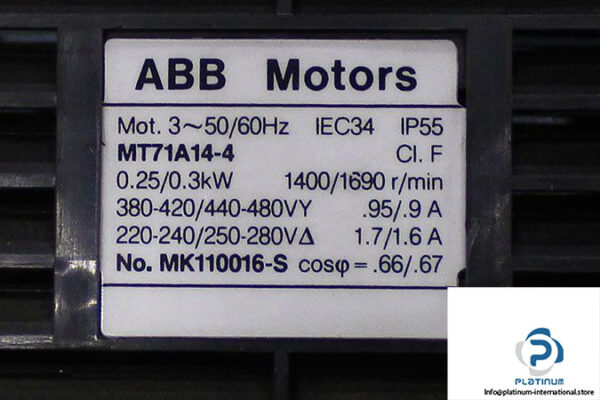 ABB Motors
Mot. 3~50/60Hz IEC34 IP55
MT71A14-4 Cl. F
0.25/0.3kW 1400/1690 r/min
380-420/440-480VY .95/.9 A
220-240/250-280VΔ 1.7/1.6 A
No. MK110016-S cosφ = .66/.67
PLATINUM
Info@platinum-international.store